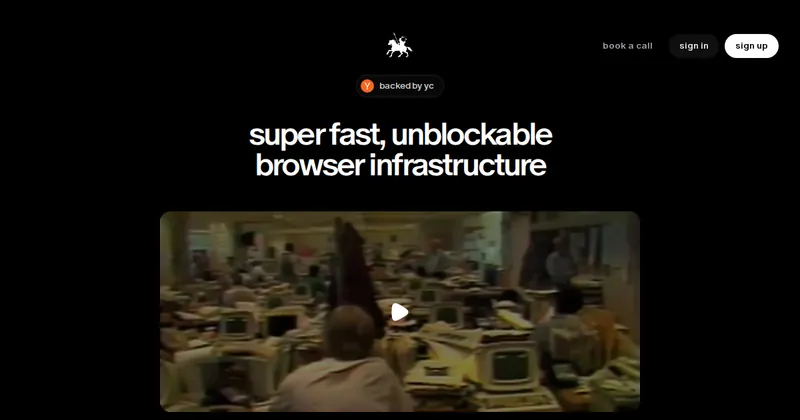 book a call
sign in
sign up
Y backed by yc
super fast, unblockable
browser infrastructure